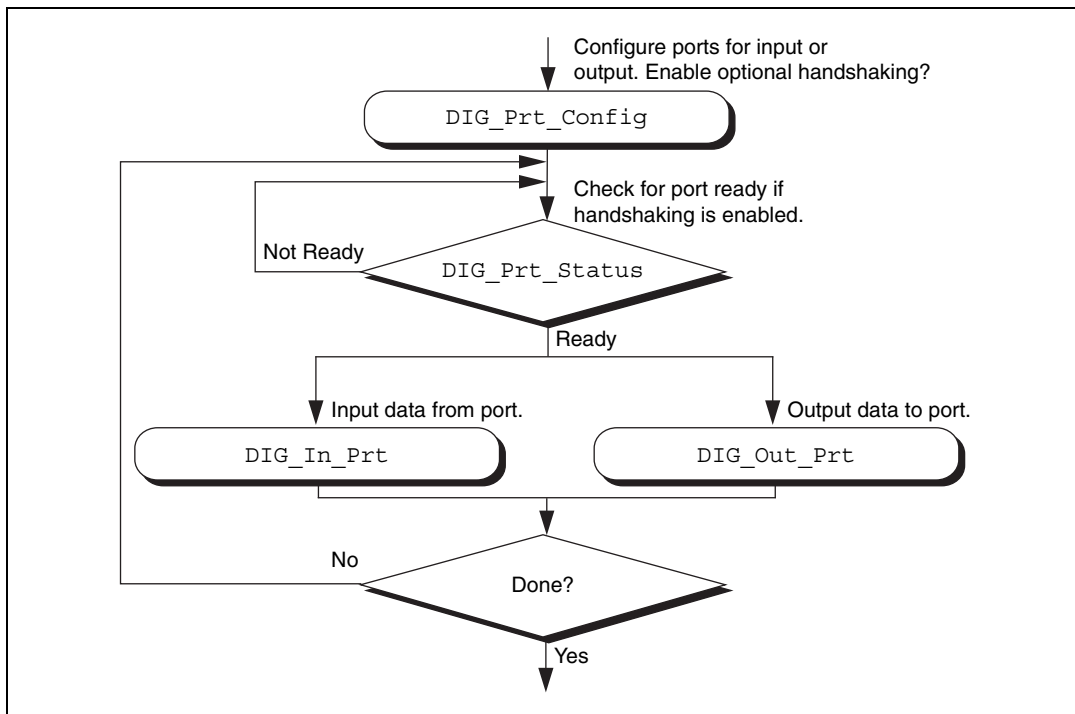 Configure ports for input or
output. Enable optional handshaking?
DIG_Prt_Config
Check for port ready if
handshaking is enabled.
Not Ready
DIG_Prt_Status
Ready
Input data from port.
Output data to port.
DIG_In_Prt
DIG_Out_Prt
No
Done?
Yes